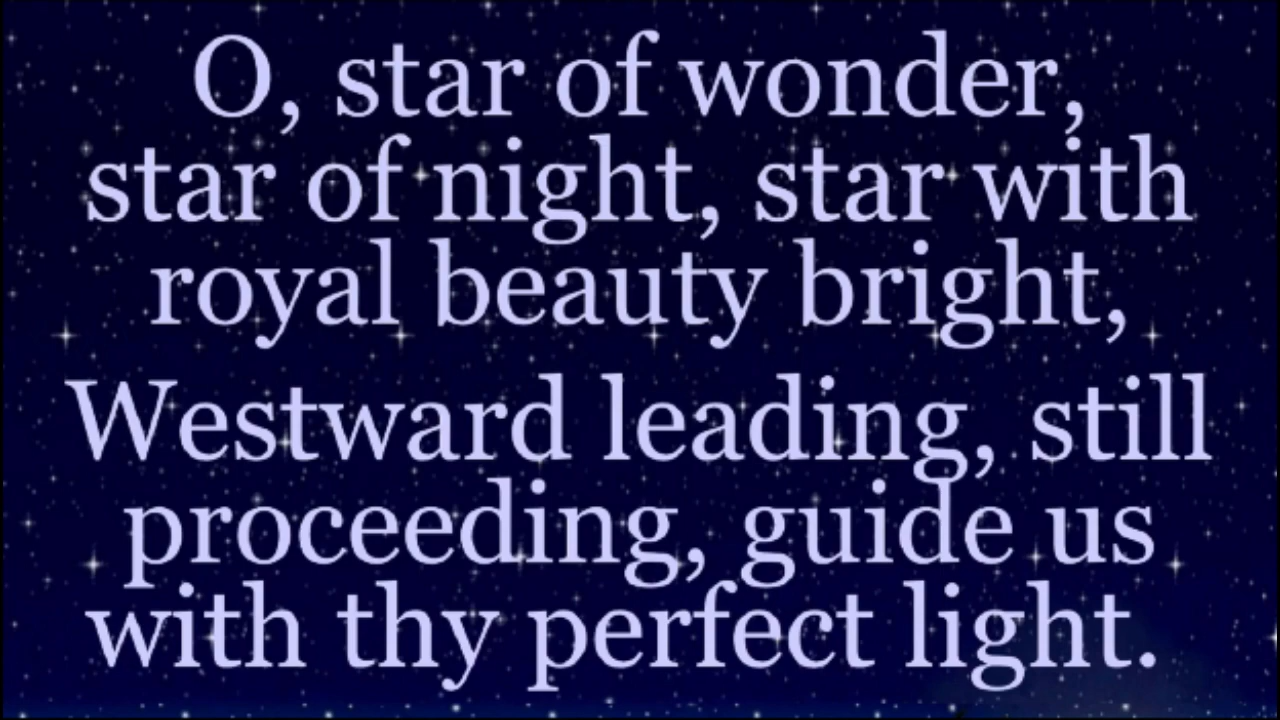 O, star of wonder,
star of night, star with
royal beauty bright,
Westward leading, still
proceeding, guide us
with thy perfect light.